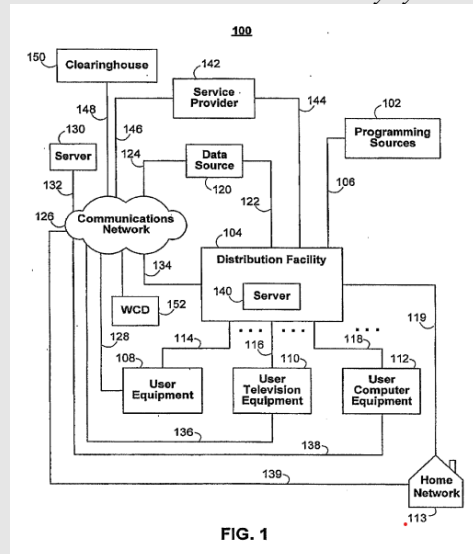 100
150
Clearinghouse
142
Service
Provider
102
Programming
Sources
148
130
Server
146
144
124
Data
Source
120
106
132
126
Communications
Network
122
104
Distribution Facility
134
140
Server
WCD
152
119
128
114
116
118
108
110
112
User
Equipment
User
Television
Equipment
User
Computer
Equipment
136
138
139
Home
Network
113
FIG. 1